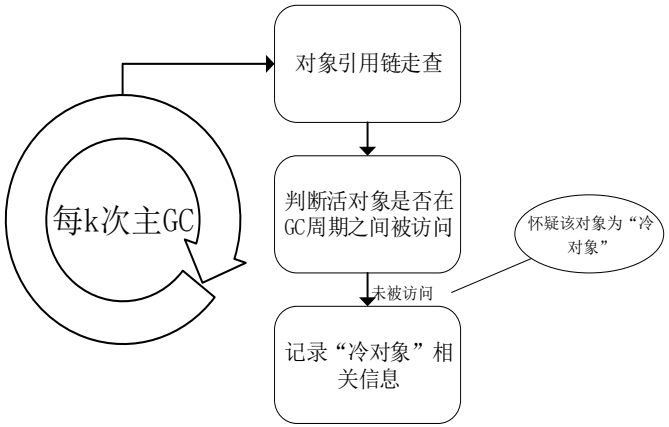 对象引用链走查
每k次主GC
判断活对象是否在
GC周期之间被访问
怀疑该对象为“冷
对象”
未被访问
记录“冷对象”相
关信息